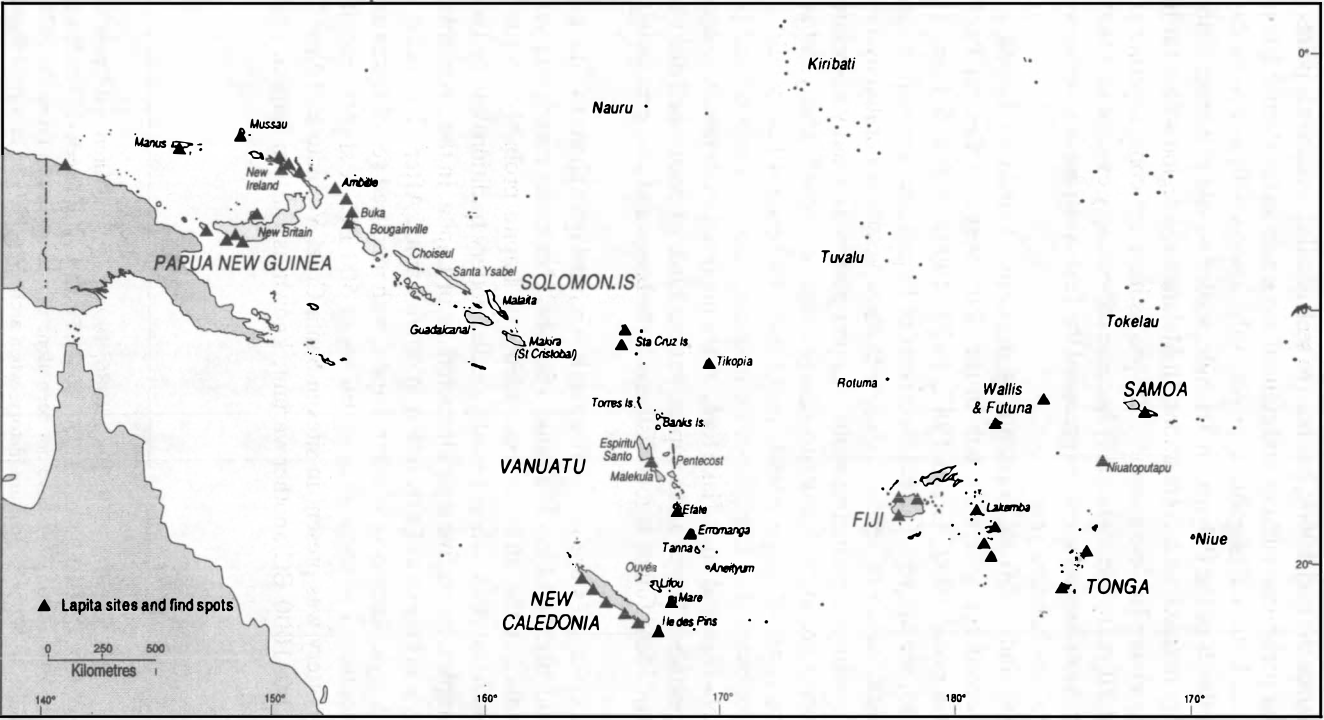 Kiribati
0°
Nauru
Mussau
Manus
New
Ireland
Ambitle
Buka
New Britain
Bougainville
PAPUA NEW GUINEA
Choiseul
Santa Ysabel
SOLOMON.IS
Tuvalu
Malaita
Guadalcanal
Makira
(St Cristobal)
Sta Cruz Is.
Tikopia
Tokelau
Rotuma
Wallis
& Futuna
SAMOA
Torres Is.
Banks Is.
Espiritu
Santo
VANUATU
Pentecost
Malekula
Niuatoputapu
Efate
FIJI
Lakemba
Erromanga
Tanna
Niue
Ouvéa
Aneityum
20°
Lifou
TONGA
NEW
CALEDONIA
Mare
Ile des Pins
Lapita sites and find spots
0 250 500
Kilometres
140° 150° 160° 170° 180° 170°